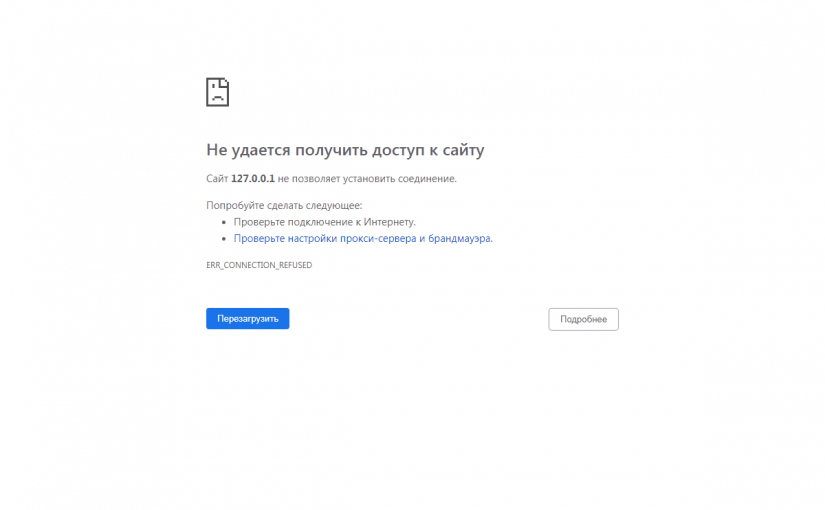 Не удается получить доступ к сайту
Сайт 127.0.0.1 не позволяет установить соединение.
Попробуйте сделать следующее:
Проверьте подключение к Интернету.
Проверьте настройки прокси-сервера и брандмауэра.
ERR_CONNECTION_REFUSED
Перезагрузить
Подробнее